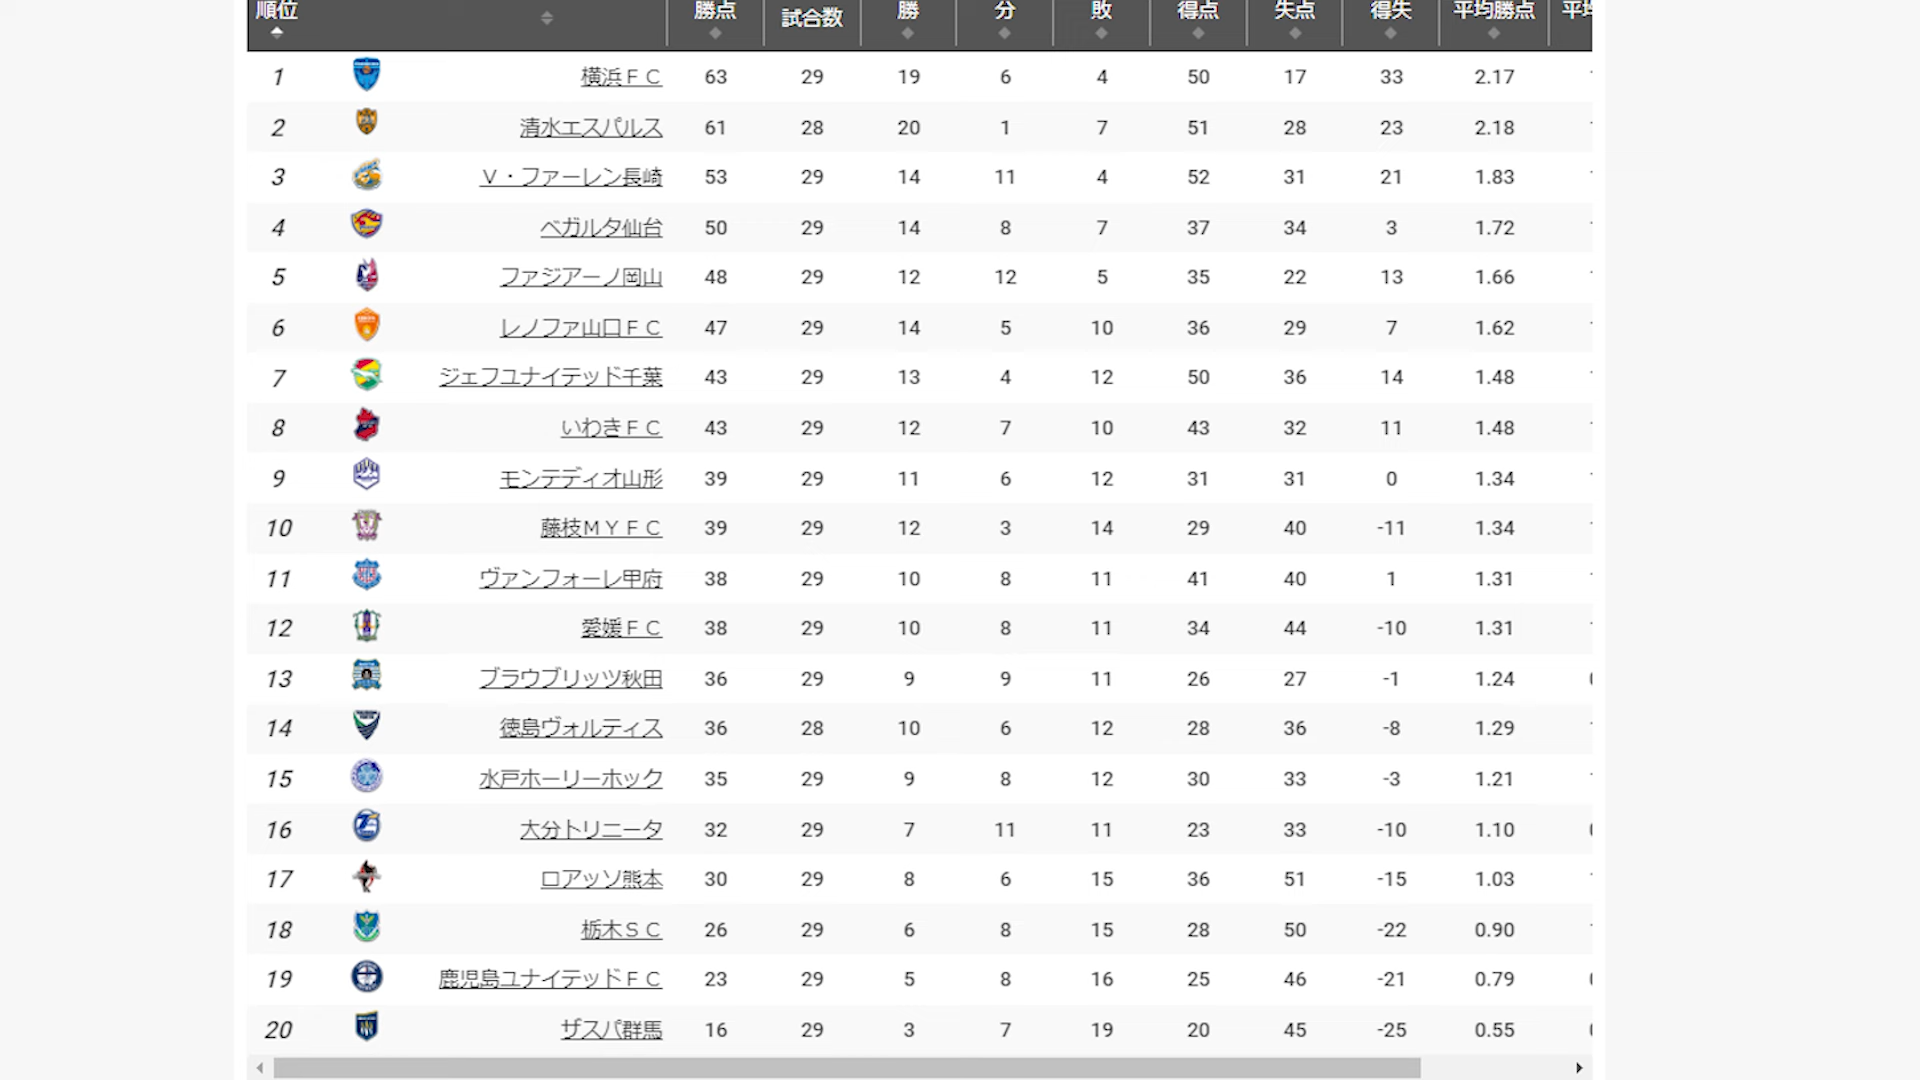 順位 勝点 試合数 勝 分 敗 得点 失点 得失 平均勝点
1 横浜ＦＣ 63 29 19 6 4 50 17 33 2.17
2 清水エスパルス 61 28 20 1 7 51 28 23 2.18
3 Ｖ・ファーレン長崎 53 29 14 11 4 52 31 21 1.83
4 ベガルタ仙台 50 29 14 8 7 37 34 3 1.72
5 ファジアーノ岡山 48 29 12 12 5 35 22 13 1.66
6 レノファ山口ＦＣ 47 29 14 5 10 36 29 7 1.62
7 ジェフユナイテッド千葉 43 29 13 4 12 50 36 14 1.48
8 いわきＦＣ 43 29 12 7 10 43 32 11 1.48
9 モンテディオ山形 39 29 11 6 12 31 31 0 1.34
10 藤枝ＭＹＦＣ 39 29 12 3 14 29 40 -11 1.34
11 ヴァンフォーレ甲府 38 29 10 8 11 41 40 1 1.31
12 愛媛ＦＣ 38 29 10 8 11 34 44 -10 1.31
13 ブラウブリッツ秋田 36 29 9 9 11 26 27 -1 1.24
14 徳島ヴォルティス 36 28 10 6 12 28 36 -8 1.29
15 水戸ホーリーホック 35 29 9 8 12 30 33 -3 1.21
16 大分トリニータ 32 29 7 11 11 23 33 -10 1.10
17 ロアッソ熊本 30 29 8 6 15 36 51 -15 1.03
18 栃木ＳＣ 26 29 6 8 15 28 50 -22 0.90
19 鹿児島ユナイテッドＦＣ 23 29 5 8 16 25 46 -21 0.79
20 ザスパ群馬 16 29 3 7 19 20 45 -25 0.55